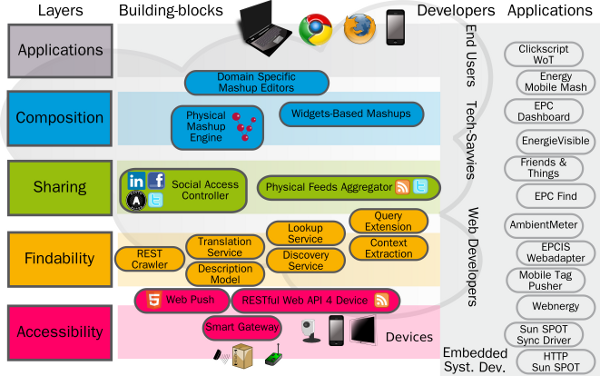 Layers
Building-blocks
Developers
Applications
Applications
Domain Specific
Mashup Editors
End Users
Composition
Physical
Mashup
Engine
Widgets-Based Mashups
Tech-Savvies
Sharing
in
f
A
t
Social Access
Controller
Physical Feeds Aggregator
t
Findability
REST
Crawler
Translation
Service
Description
Model
Lookup
Service
Discovery
Service
Query
Extension
Context
Extraction
Web Developers
Accessibility
5
Web Push
RESTful Web API 4 Device
Smart Gateway
Devices
Embedded
Syst. Dev.
Clickscript
WoT
Energy
Mobile Mash
EPC
Dashboard
EnergieVisible
Friends &
Things
EPC Find
AmbientMeter
EPCIS
Webadapter
Mobile Tag
Pusher
Webnergy
Sun SPOT
Sync Driver
HTTP
Sun SPOT